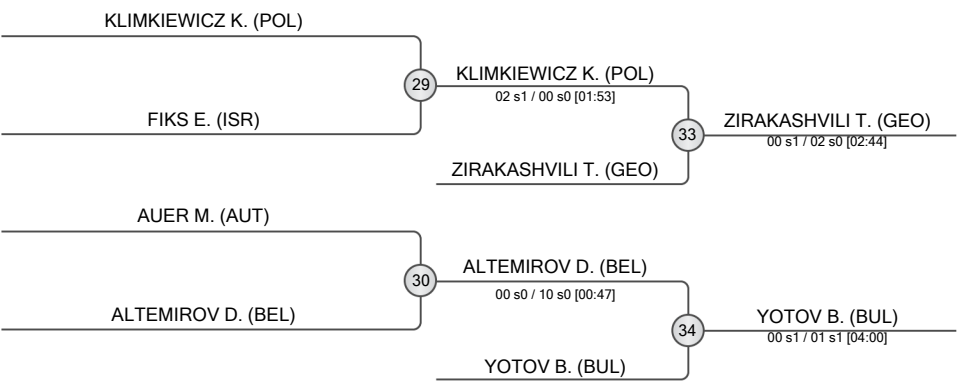 KLIMKIEWICZ K. (POL)
29
KLIMKIEWICZ K. (POL)
02 s1 / 00 s0 [01:53]
FIKS E. (ISR)
33
ZIRAKASHVILI T. (GEO)
00 s1 / 02 s0 [02:44]
ZIRAKASHVILI T. (GEO)
AUER M. (AUT)
30
ALTEMIROV D. (BEL)
00 s0 / 10 s0 [00:47]
ALTEMIROV D. (BEL)
34
YOTOV B. (BUL)
00 s1 / 01 s1 [04:00]
YOTOV B. (BUL)